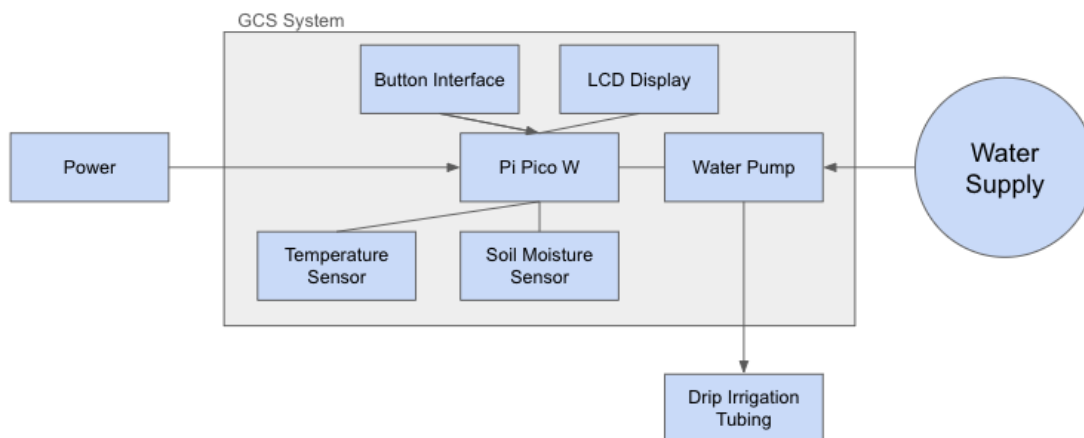 GCS System
Button Interface
LCD Display
Power
Pi Pico W
Water Pump
Water
Supply
Temperature
Sensor
Soil Moisture
Sensor
Drip Irrigation
Tubing